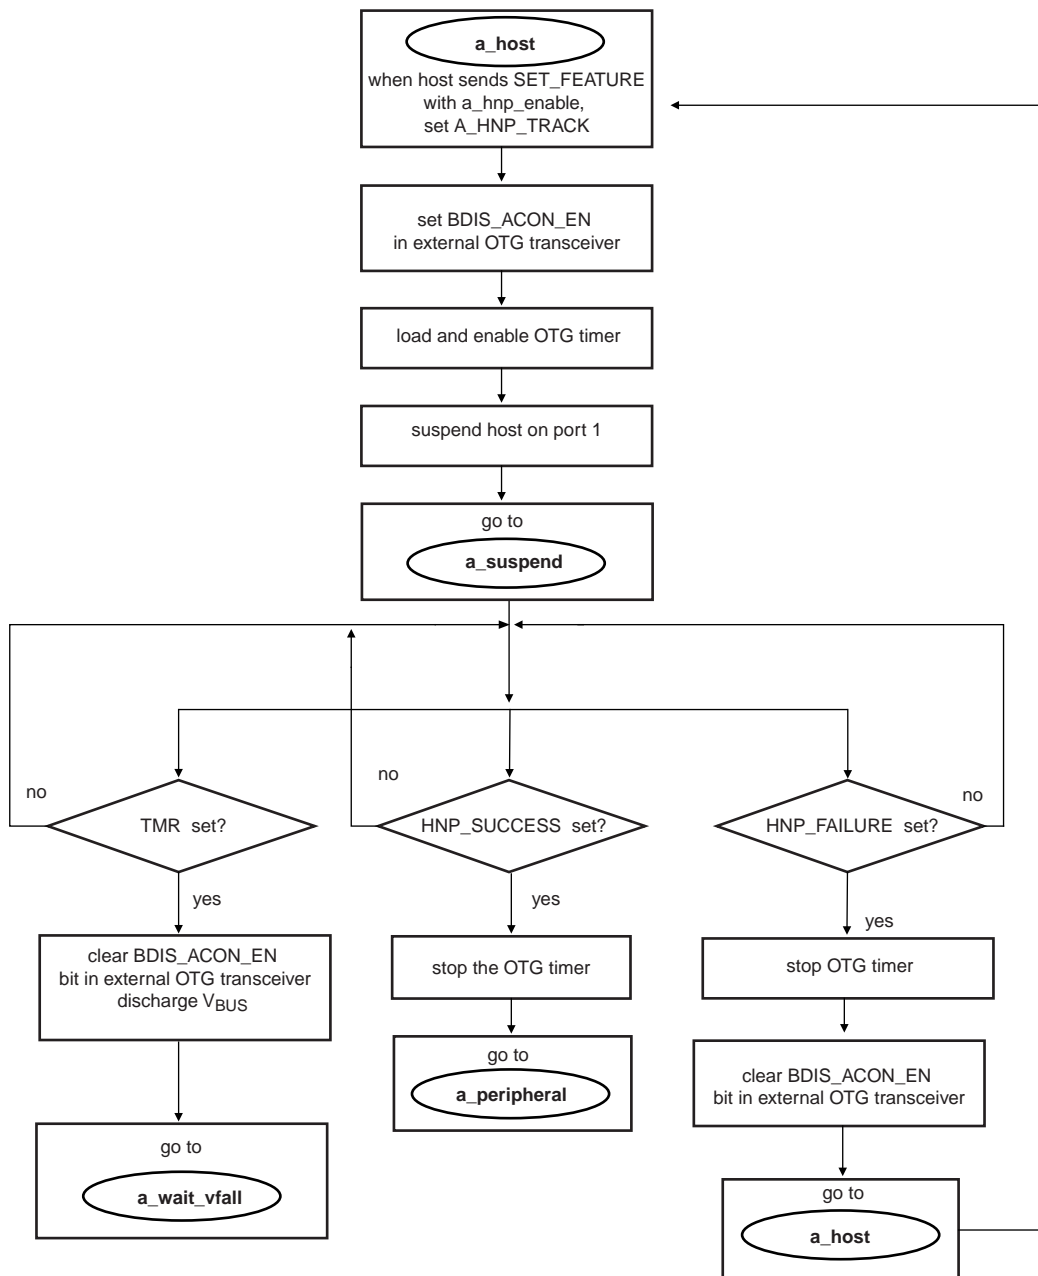 a_host
when host sends SET_FEATURE
with a_hnp_enable,
set A_HNP_TRACK
set BDIS_ACON_EN
in external OTG transceiver
load and enable OTG timer
suspend host on port 1
go to
a_suspend
no
TMR set?
yes
no
HNP_SUCCESS set?
yes
no
HNP_FAILURE set?
yes
clear BDIS_ACON_EN
bit in external OTG transceiver
discharge VBUS
go to
a_wait_vfall
stop the OTG timer
go to
a_peripheral
stop OTG timer
clear BDIS_ACON_EN
bit in external OTG transceiver
go to
a_host